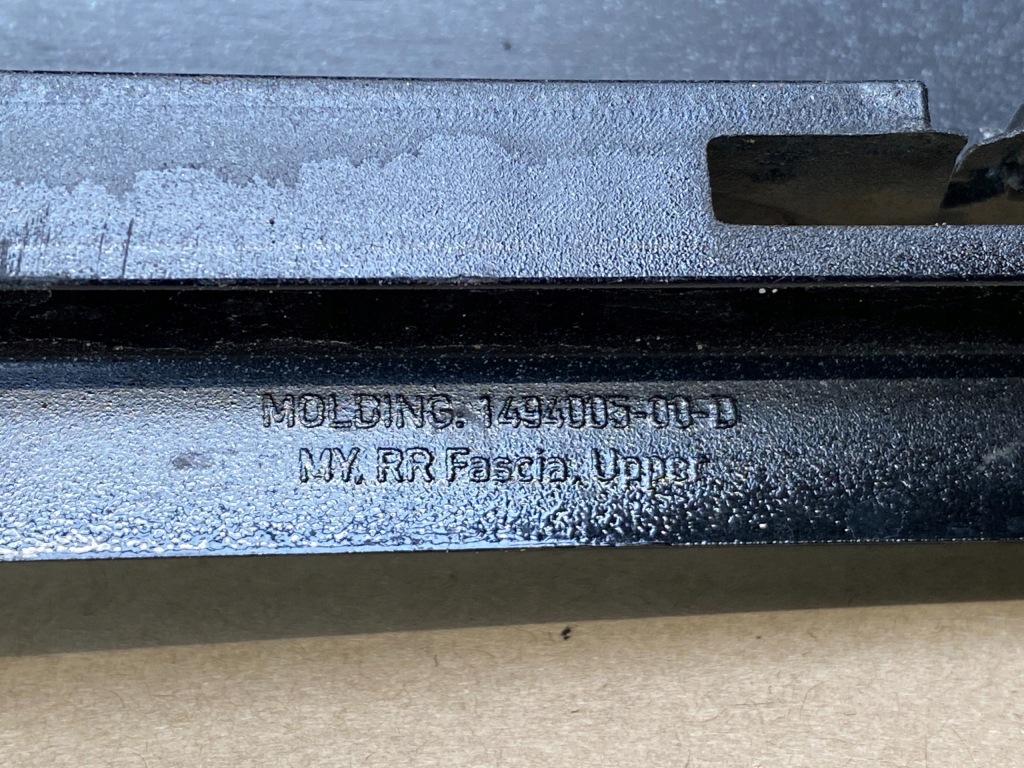 MOLDING. 1494005-00-D
MY, RR Fascia, Upper